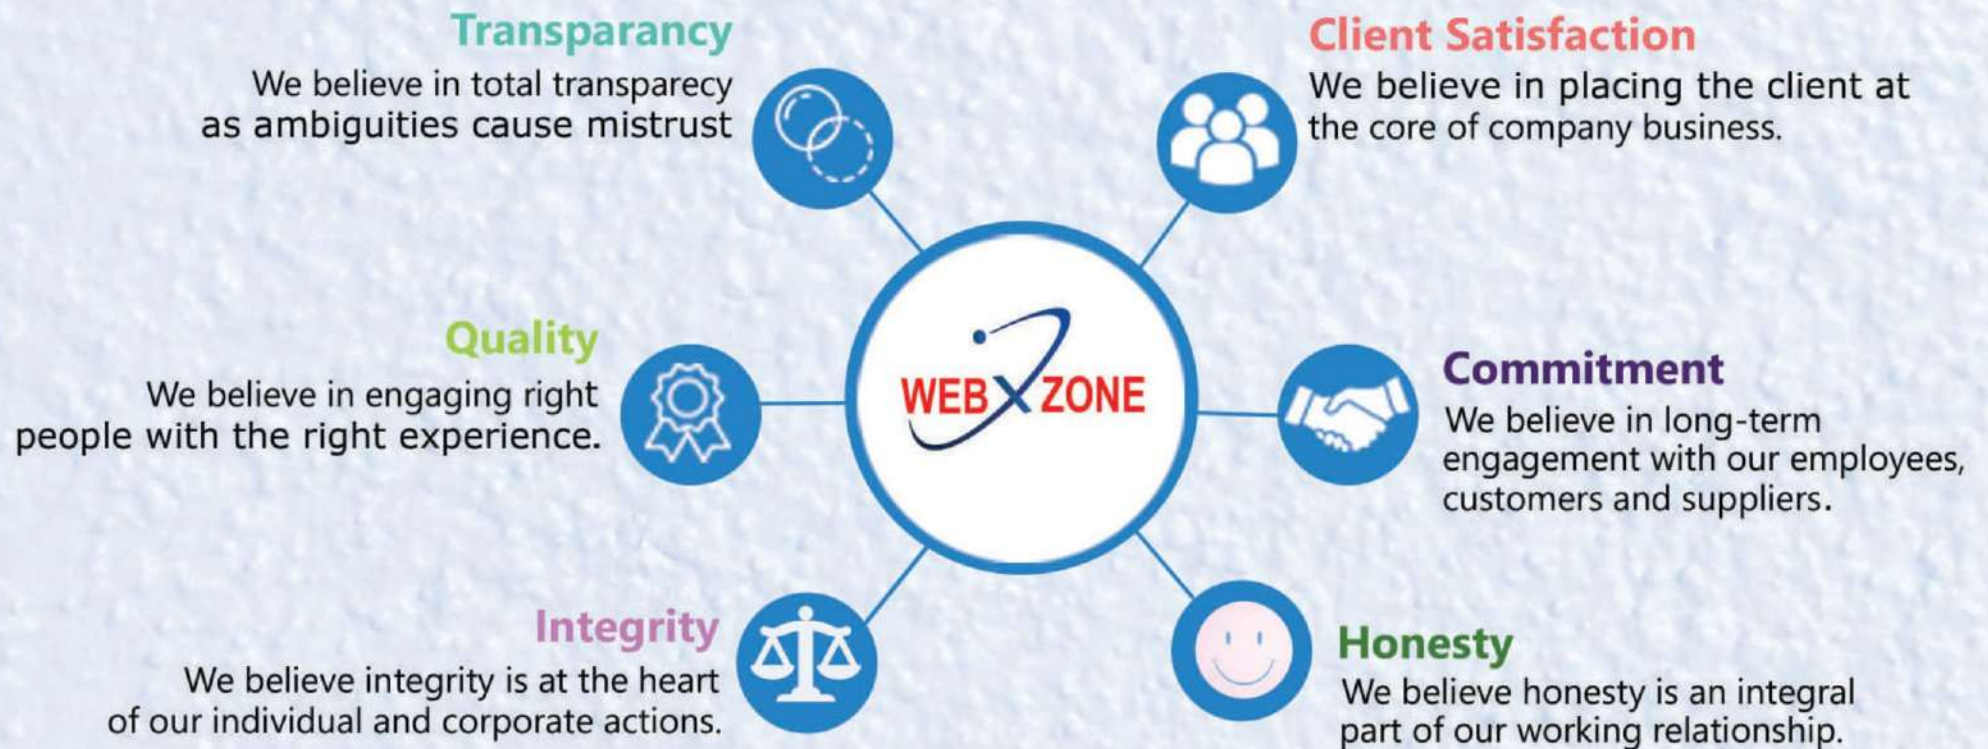 Transparancy
We believe in total transparecy
as ambiguities cause mistrust
Client Satisfaction
We believe in placing the client at
the core of company business.
Quality
We believe in engaging right
people with the right experience.
WEB X ZONE
Commitment
We believe in long-term
engagement with our employees,
customers and suppliers.
Integrity
We believe integrity is at the heart
of our individual and corporate actions.
Honesty
We believe honesty is an integral
part of our working relationship.